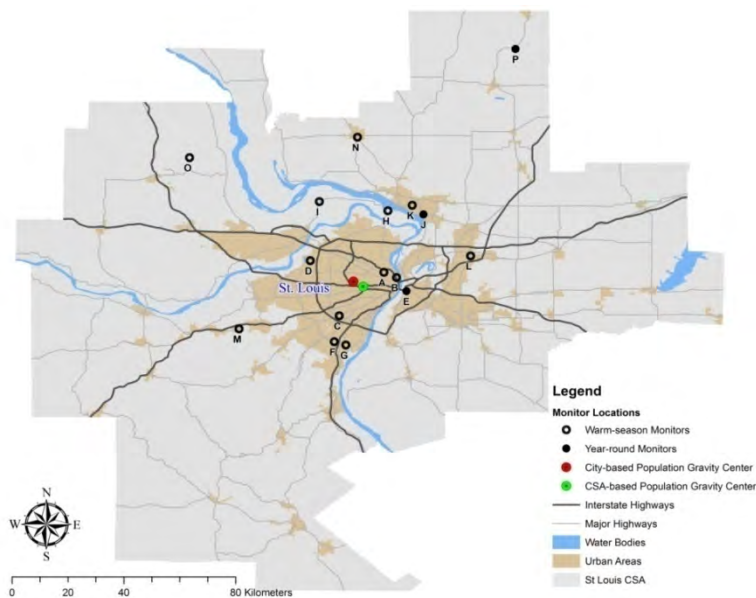 P
N
O
I
H
K
J
L
D
A
B
St. Louis
E
C
M
F
G
Legend
Monitor Locations
Warm-season Monitors
Year-round Monitors
City-based Population Gravity Center
CSA-based Population Gravity Center
Interstate Highways
Major Highways
Water Bodies
Urban Areas
St Louis CSA
N
W
E
S
0 20 40 80 Kilometers